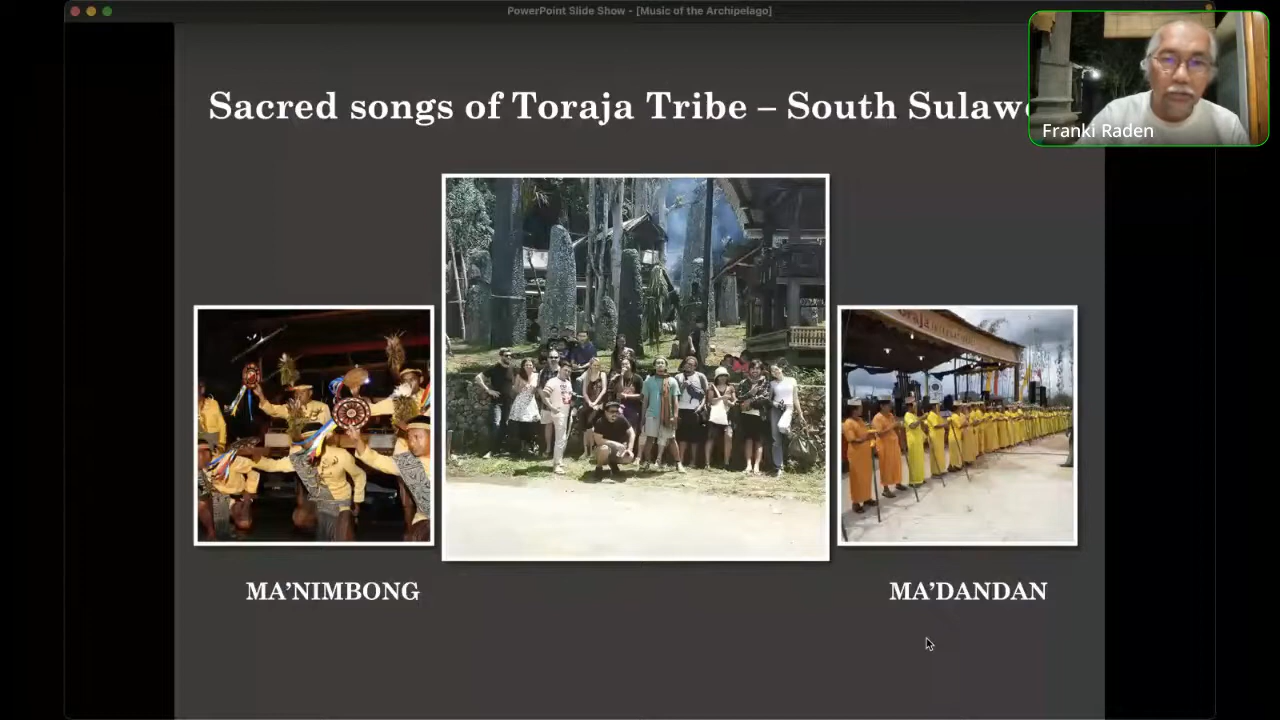 PowerPoint Slide Show - [Music of the Archipelago]
Sacred songs of Toraja Tribe – South Sulawe
Franki Raden
MA'NIMBONG
MA'DANDAN